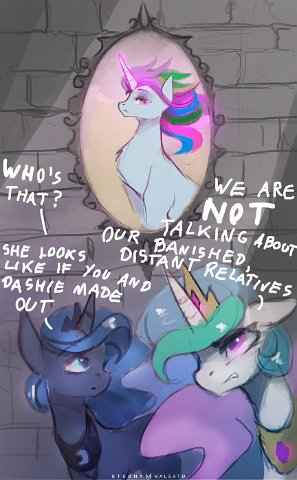 WHO'S
THAT?
SHE LOOKS
LIKE IF YOU AND
DASHIE MADE
OUT
WE ARE
NOT
TALKING ABOUT
OUR BANISHED,
DISTANT RELATIVES